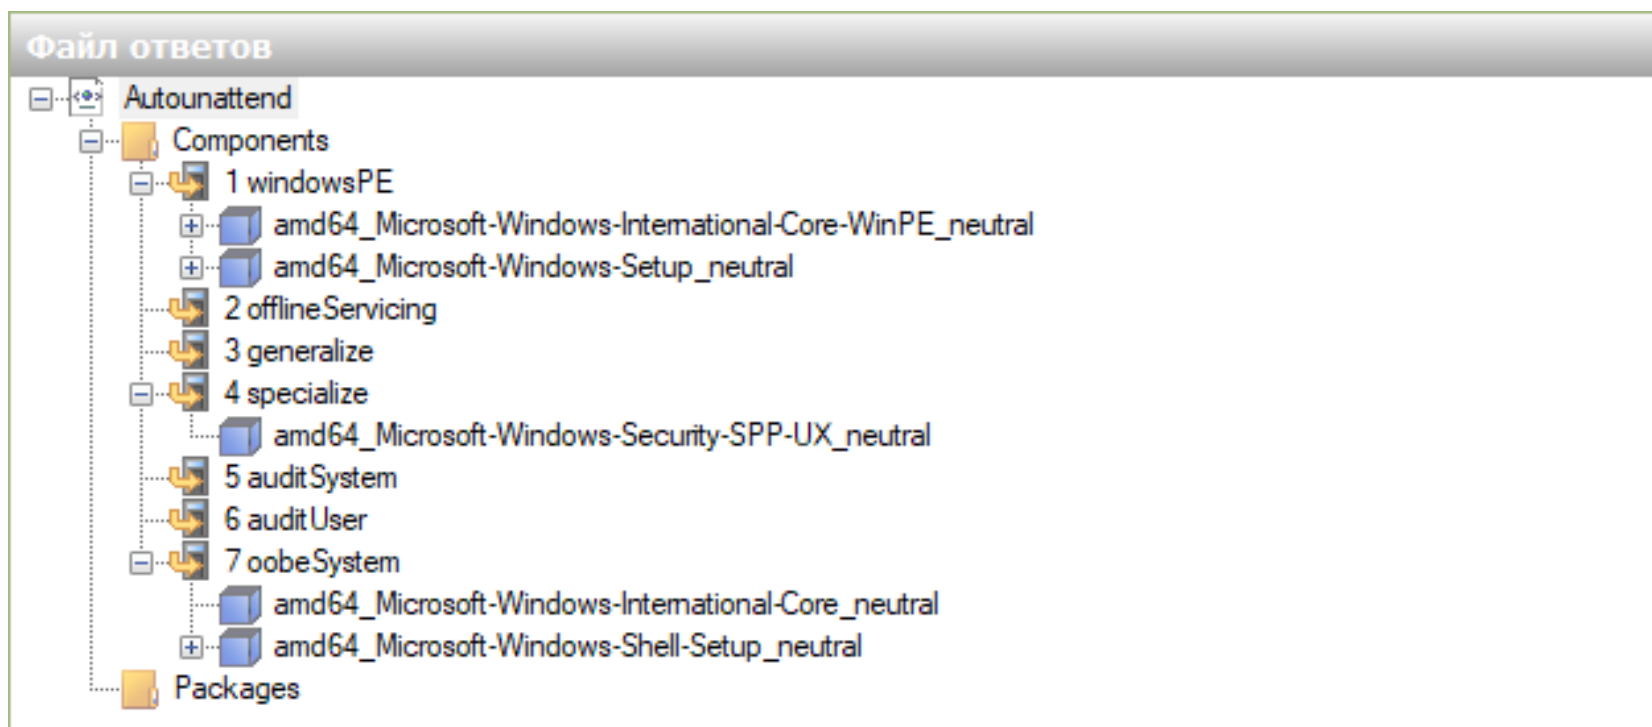 Файл ответов
Autounattend
Components
1 windowsPE
amd64_Microsoft-Windows-International-Core-WinPE_neutral
amd64_Microsoft-Windows-Setup_neutral
2 offlineServicing
3 generalize
4 specialize
amd64_Microsoft-Windows-Security-SPP-UX_neutral
5 auditSystem
6 auditUser
7 oobeSystem
amd64_Microsoft-Windows-International-Core_neutral
amd64_Microsoft-Windows-Shell-Setup_neutral
Packages